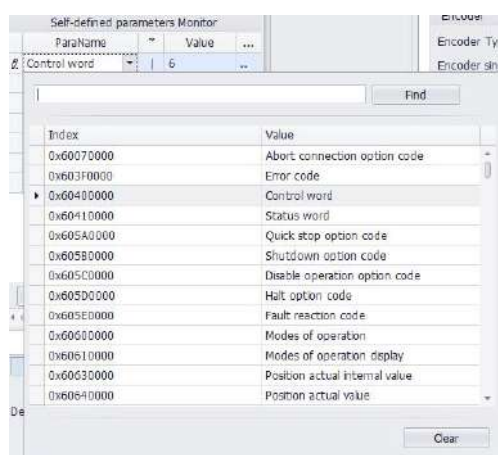 Self-defined parameters Monitor
ParaName ~ Value ...
Control word | 6 ..
Encoder
Encoder Ty
Encoder sin
Find
Index Value
0x60070000 Abort connection option code
0x603F0000 Error code
0x60400000 Control word
0x60410000 Status word
0x605A0000 Quick stop option code
0x605B0000 Shutdown option code
0x605C0000 Disable operation option code
0x605D0000 Halt option code
0x605E0000 Fault reaction code
0x60600000 Modes of operation
0x60610000 Modes of operation display
0x60630000 Position actual internal value
0x60640000 Position actual value
De
Clear